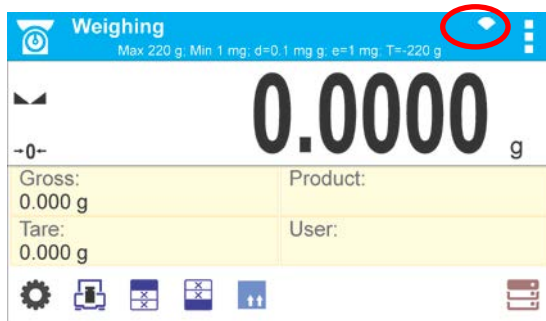 Weighing
Max 220 g; Min 1 mg; d=0.1 mg g; e=1 mg; T=-220 g
→0←
0.0000 g
Gross:
0.000 g
Product:
Tare:
0.000 g
User: